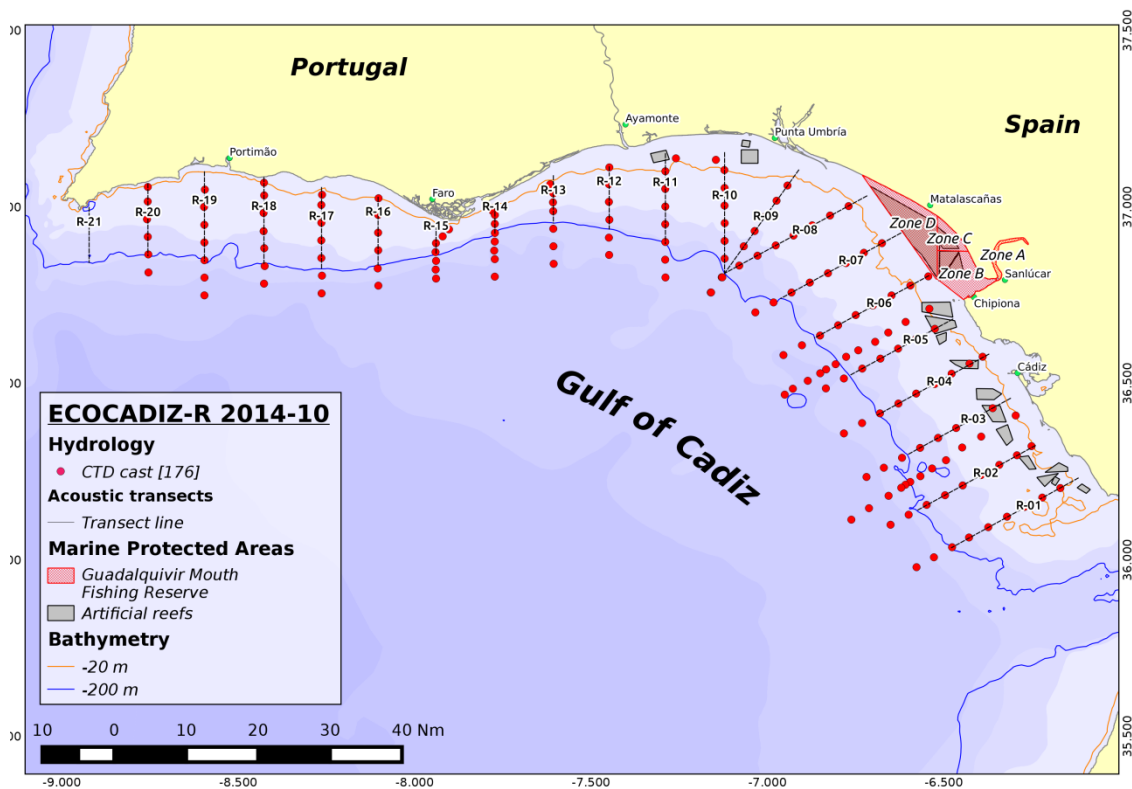 Portugal
Spain
Ayamonte
Punta Umbría
Portimão
Faro
Matalascañas
Sanlúcar
Chipiona
Cádiz
Zone D
Zone C
Zone A
Zone B
R-21
R-20
R-19
R-18
R-17
R-16
R-15
R-14
R-13
R-12
R-11
R-10
R-09
R-08
R-07
R-06
R-05
R-04
R-03
R-02
R-01
Gulf of Cadiz
ECOCADIZ-R 2014-10
Hydrology
CTD cast [176]
Acoustic transects
Transect line
Marine Protected Areas
Guadalquivir Mouth
Fishing Reserve
Artificial reefs
Bathymetry
-20 m
-200 m
10 0 10 20 30 40 Nm
-9.000 -8.500 -8.000 -7.500 -7.000 -6.500
37.500
37.000
36.500
36.000
35.500